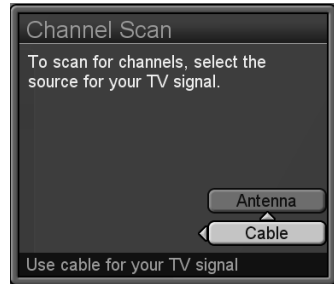 Channel Scan
To scan for channels, select the
source for your TV signal.
Antenna
Cable
Use cable for your TV signal